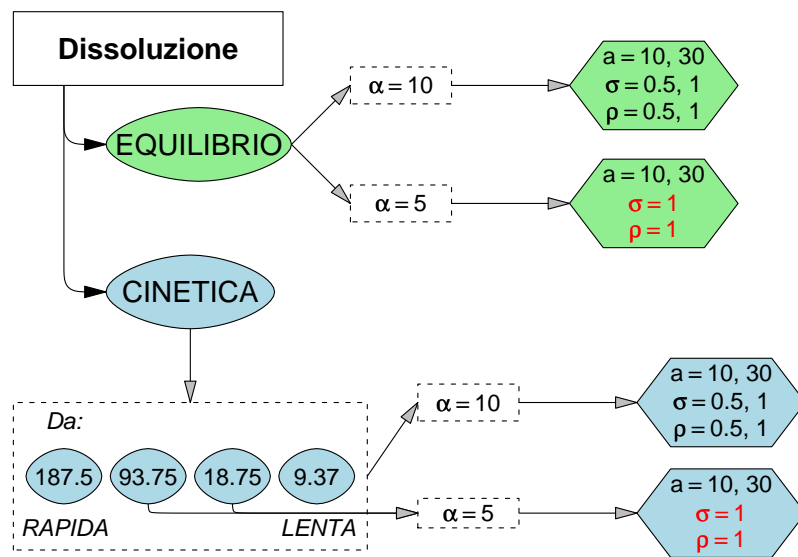 Dissoluzione
α = 10
a = 10, 30
σ = 0.5, 1
ρ = 0.5, 1
EQUILIBRIO
α = 5
a = 10, 30
σ = 1
ρ = 1
CINETICA
α = 10
a = 10, 30
σ = 0.5, 1
ρ = 0.5, 1
Da:
187.5 93.75 18.75 9.37
RAPIDA LENTA
α = 5
a = 10, 30
σ = 1
ρ = 1